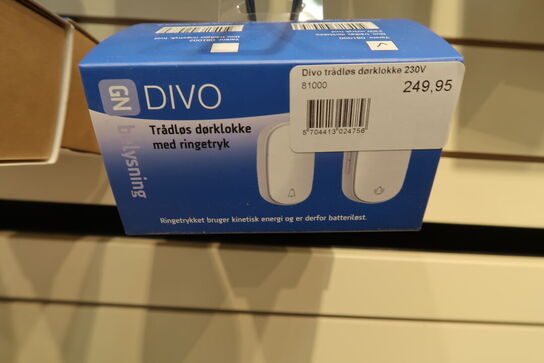 DIVO
Trådløs dørklokke
med ringetryk
GN
belysning
Ringetrykket bruger kinetisk energi og er derfor batteriløst.
Divo trådløs dørklokke 230V
81000
249,95
5704413024756